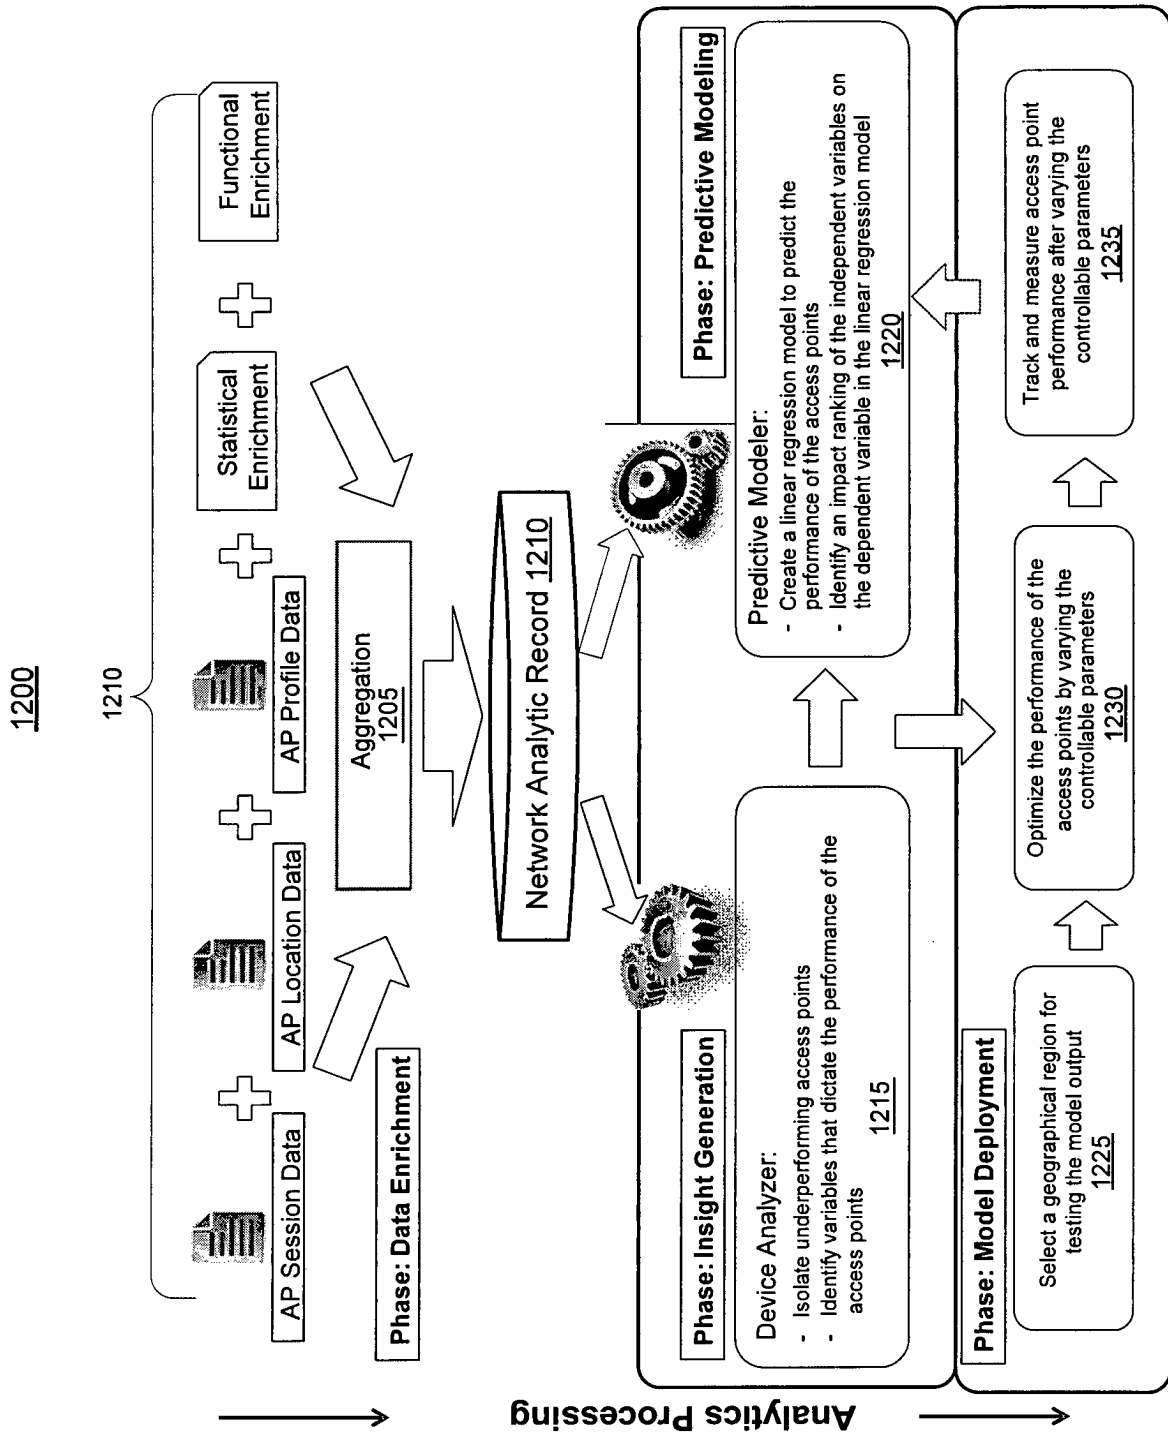 1200
1210
AP Session Data
AP Location Data
AP Profile Data
Statistical
Enrichment
Functional
Enrichment
Phase: Data Enrichment
Aggregation
1205
Network Analytic Record 1210
Analytics Processing
Phase: Insight Generation
Device Analyzer:
- Isolate underperforming access points
- Identify variables that dictate the performance of the
access points
1215
Phase: Predictive Modeling
Predictive Modeler:
- Create a linear regression model to predict the
performance of the access points
- Identify an impact ranking of the independent variables on
the dependent variable in the linear regression model
1220
Phase: Model Deployment
Select a geographical region for
testing the model output
1225
Optimize the performance of the
access points by varying the
controllable parameters
1230
Track and measure access point
performance after varying the
controllable parameters
1235